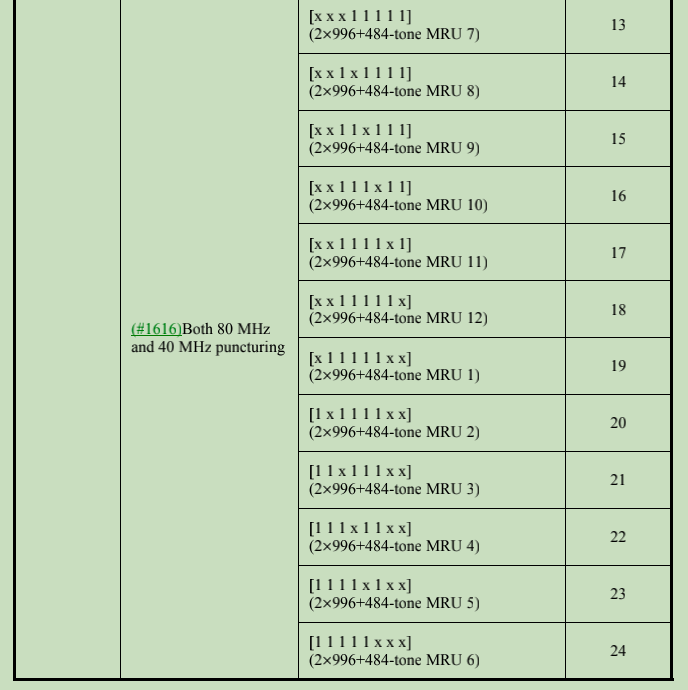 [x x x 1 1 1 1 1]
(2×996+484-tone MRU 7)
13
[x x 1 x 1 1 1 1]
(2×996+484-tone MRU 8)
14
[x x 1 1 x 1 1 1]
(2×996+484-tone MRU 9)
15
[x x 1 1 1 x 1 1]
(2×996+484-tone MRU 10)
16
[x x 1 1 1 1 x 1]
(2×996+484-tone MRU 11)
17
[x x 1 1 1 1 1 x]
(2×996+484-tone MRU 12)
18
(#1616)Both 80 MHz
and 40 MHz puncturing
[x 1 1 1 1 1 x x]
(2×996+484-tone MRU 1)
19
[1 x 1 1 1 1 x x]
(2×996+484-tone MRU 2)
20
[1 1 x 1 1 1 x x]
(2×996+484-tone MRU 3)
21
[1 1 1 x 1 1 x x]
(2×996+484-tone MRU 4)
22
[1 1 1 1 x 1 x x]
(2×996+484-tone MRU 5)
23
[1 1 1 1 1 x x x]
(2×996+484-tone MRU 6)
24